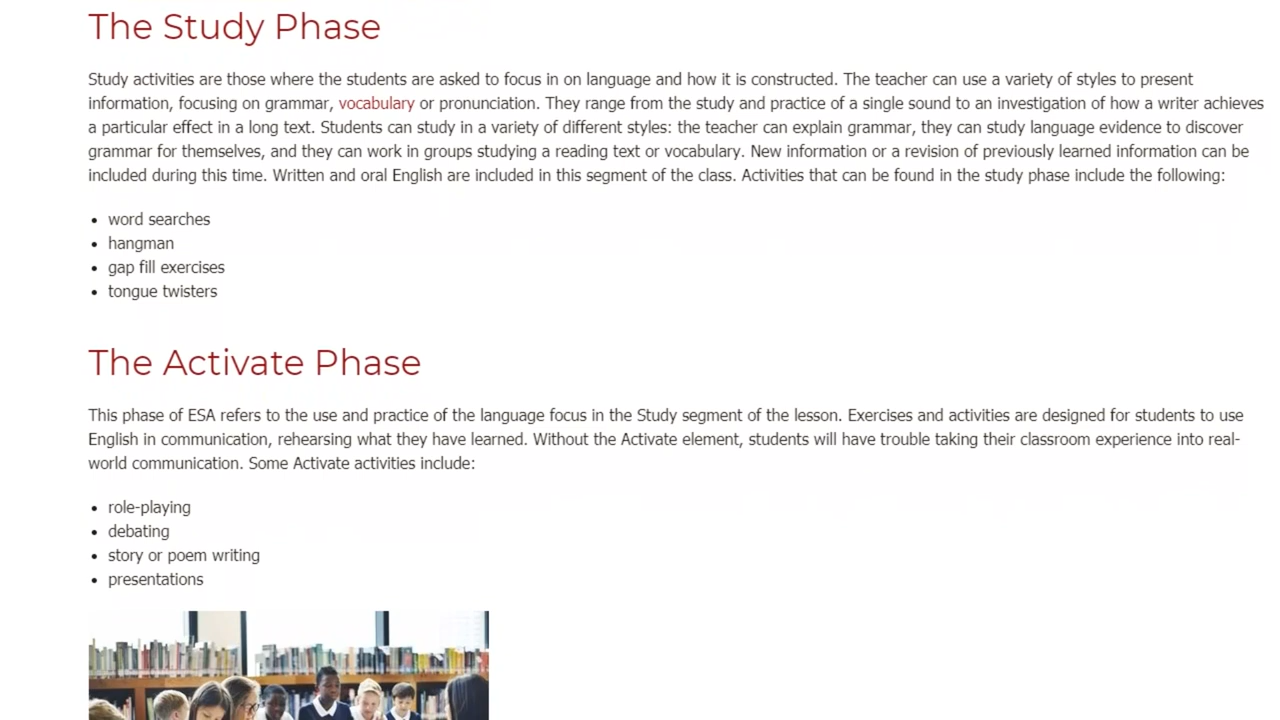 The Study Phase
Study activities are those where the students are asked to focus in on language and how it is constructed. The teacher can use a variety of styles to present
information, focusing on grammar, vocabulary or pronunciation. They range from the study and practice of a single sound to an investigation of how a writer achieves
a particular effect in a long text. Students can study in a variety of different styles: the teacher can explain grammar, they can study language evidence to discover
grammar for themselves, and they can work in groups studying a reading text or vocabulary. New information or a revision of previously learned information can be
included during this time. Written and oral English are included in this segment of the class. Activities that can be found in the study phase include the following:
• word searches
• hangman
• gap fill exercises
• tongue twisters
The Activate Phase
This phase of ESA refers to the use and practice of the language focus in the Study segment of the lesson. Exercises and activities are designed for students to use
English in communication, rehearsing what they have learned. Without the Activate element, students will have trouble taking their classroom experience into real-
world communication. Some Activate activities include:
• role-playing
• debating
• story or poem writing
• presentations